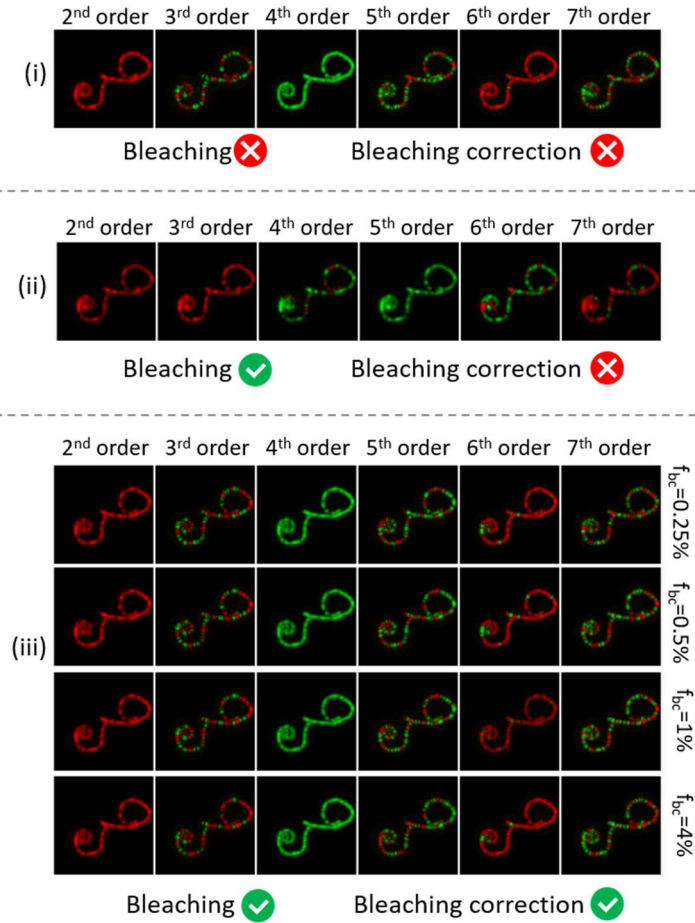 2nd order 3rd order 4th order 5th order 6th order 7th order
(i)
Bleaching Bleaching correction
2nd order 3rd order 4th order 5th order 6th order 7th order
(ii)
Bleaching Bleaching correction
2nd order 3rd order 4th order 5th order 6th order 7th order
fbc=0.25%
fbc=0.5%
(iii)
fbc=1%
fbc=4%
Bleaching Bleaching correction